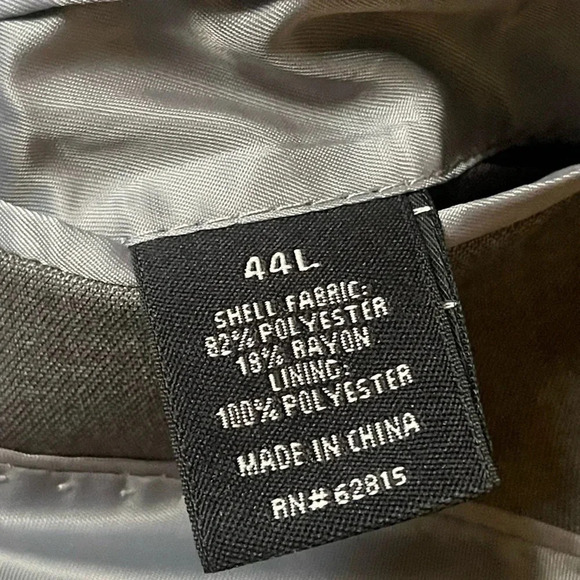 44L
SHELL FABRIC:
82% POLYESTER
18% RAYON
LINING:
100% POLYESTER
MADE IN CHINA
RN#62815